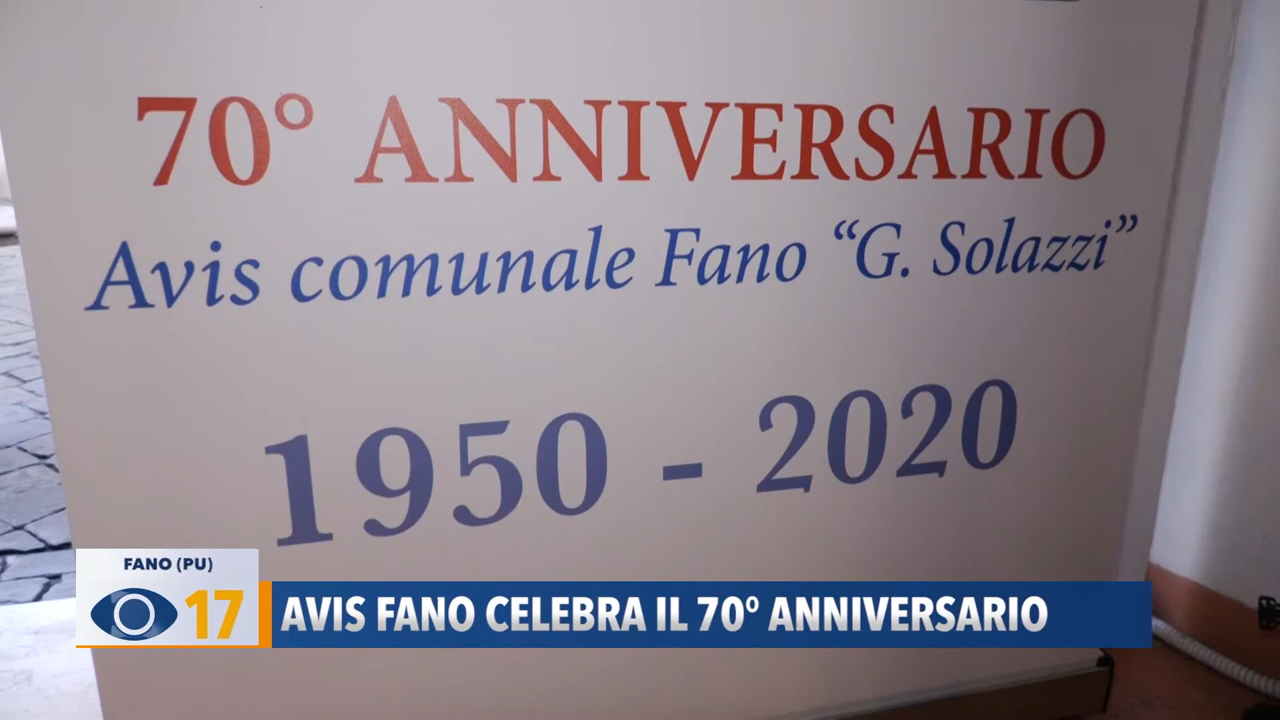 70° ANNIVERSARIO
Avis comunale Fano “G. Solazzi”
1950 - 2020
FANO (PU)
17
AVIS FANO CELEBRA IL 70° ANNIVERSARIO